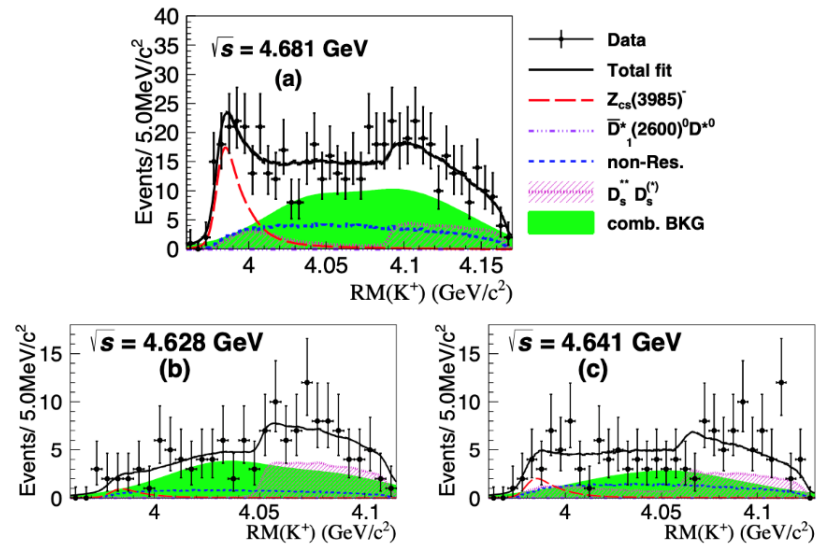 40
35
30
25
20
15
10
5
0
Events/ 5.0MeV/c²
√s = 4.681 GeV
(a)
4 4.05 4.1 4.15
RM(K⁺) (GeV/c²)
Data
Total fit
Z_cs(3985)⁻
D̄*₁(2600)⁰D*⁰
non-Res.
D_s** D_s^(*)
comb. BKG
√s = 4.628 GeV
(b)
15
10
5
0
Events/ 5.0MeV/c²
4 4.05 4.1
RM(K⁺) (GeV/c²)
√s = 4.641 GeV
(c)
15
10
5
0
Events/ 5.0MeV/c²
4 4.05 4.1
RM(K⁺) (GeV/c²)